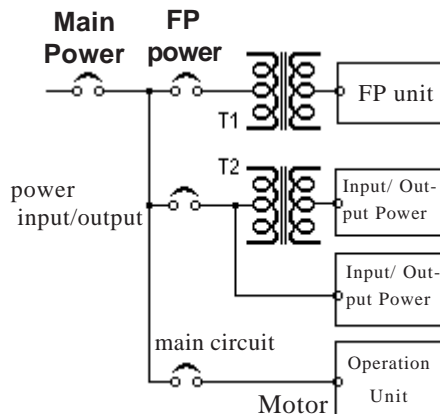 Main
Power
FP
power
T1
FP unit
T2
power
input/output
Input/ Out-
put Power
Input/ Out-
put Power
main circuit
Operation
Unit
Motor